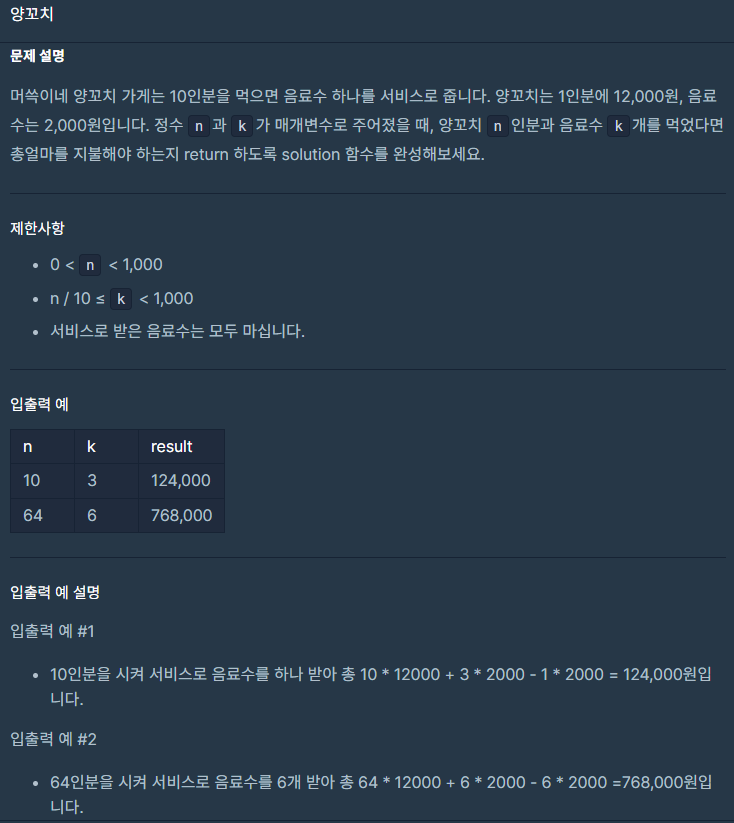 양꼬치
문제 설명
머쓱이네 양꼬치 가게는 10인분을 먹으면 음료수 하나를 서비스로 줍니다. 양꼬치는 1인분에 12,000원, 음료
수는 2,000원입니다. 정수 n 과 k 가 매개변수로 주어졌을 때, 양꼬치 n 인분과 음료수 k 개를 먹었다면
총얼마를 지불해야 하는지 return 하도록 solution 함수를 완성해보세요.
제한사항
• 0 < n < 1,000
• n / 10 ≤ k < 1,000
• 서비스로 받은 음료수는 모두 마십니다.
입출력 예
n k result
10 3 124,000
64 6 768,000
입출력 예 설명
입출력 예 #1
• 10인분을 시켜 서비스로 음료수를 하나 받아 총 10 * 12000 + 3 * 2000 - 1 * 2000 = 124,000원입
니다.
입출력 예 #2
• 64인분을 시켜 서비스로 음료수를 6개 받아 총 64 * 12000 + 6 * 2000 - 6 * 2000 =768,000원입
니다.